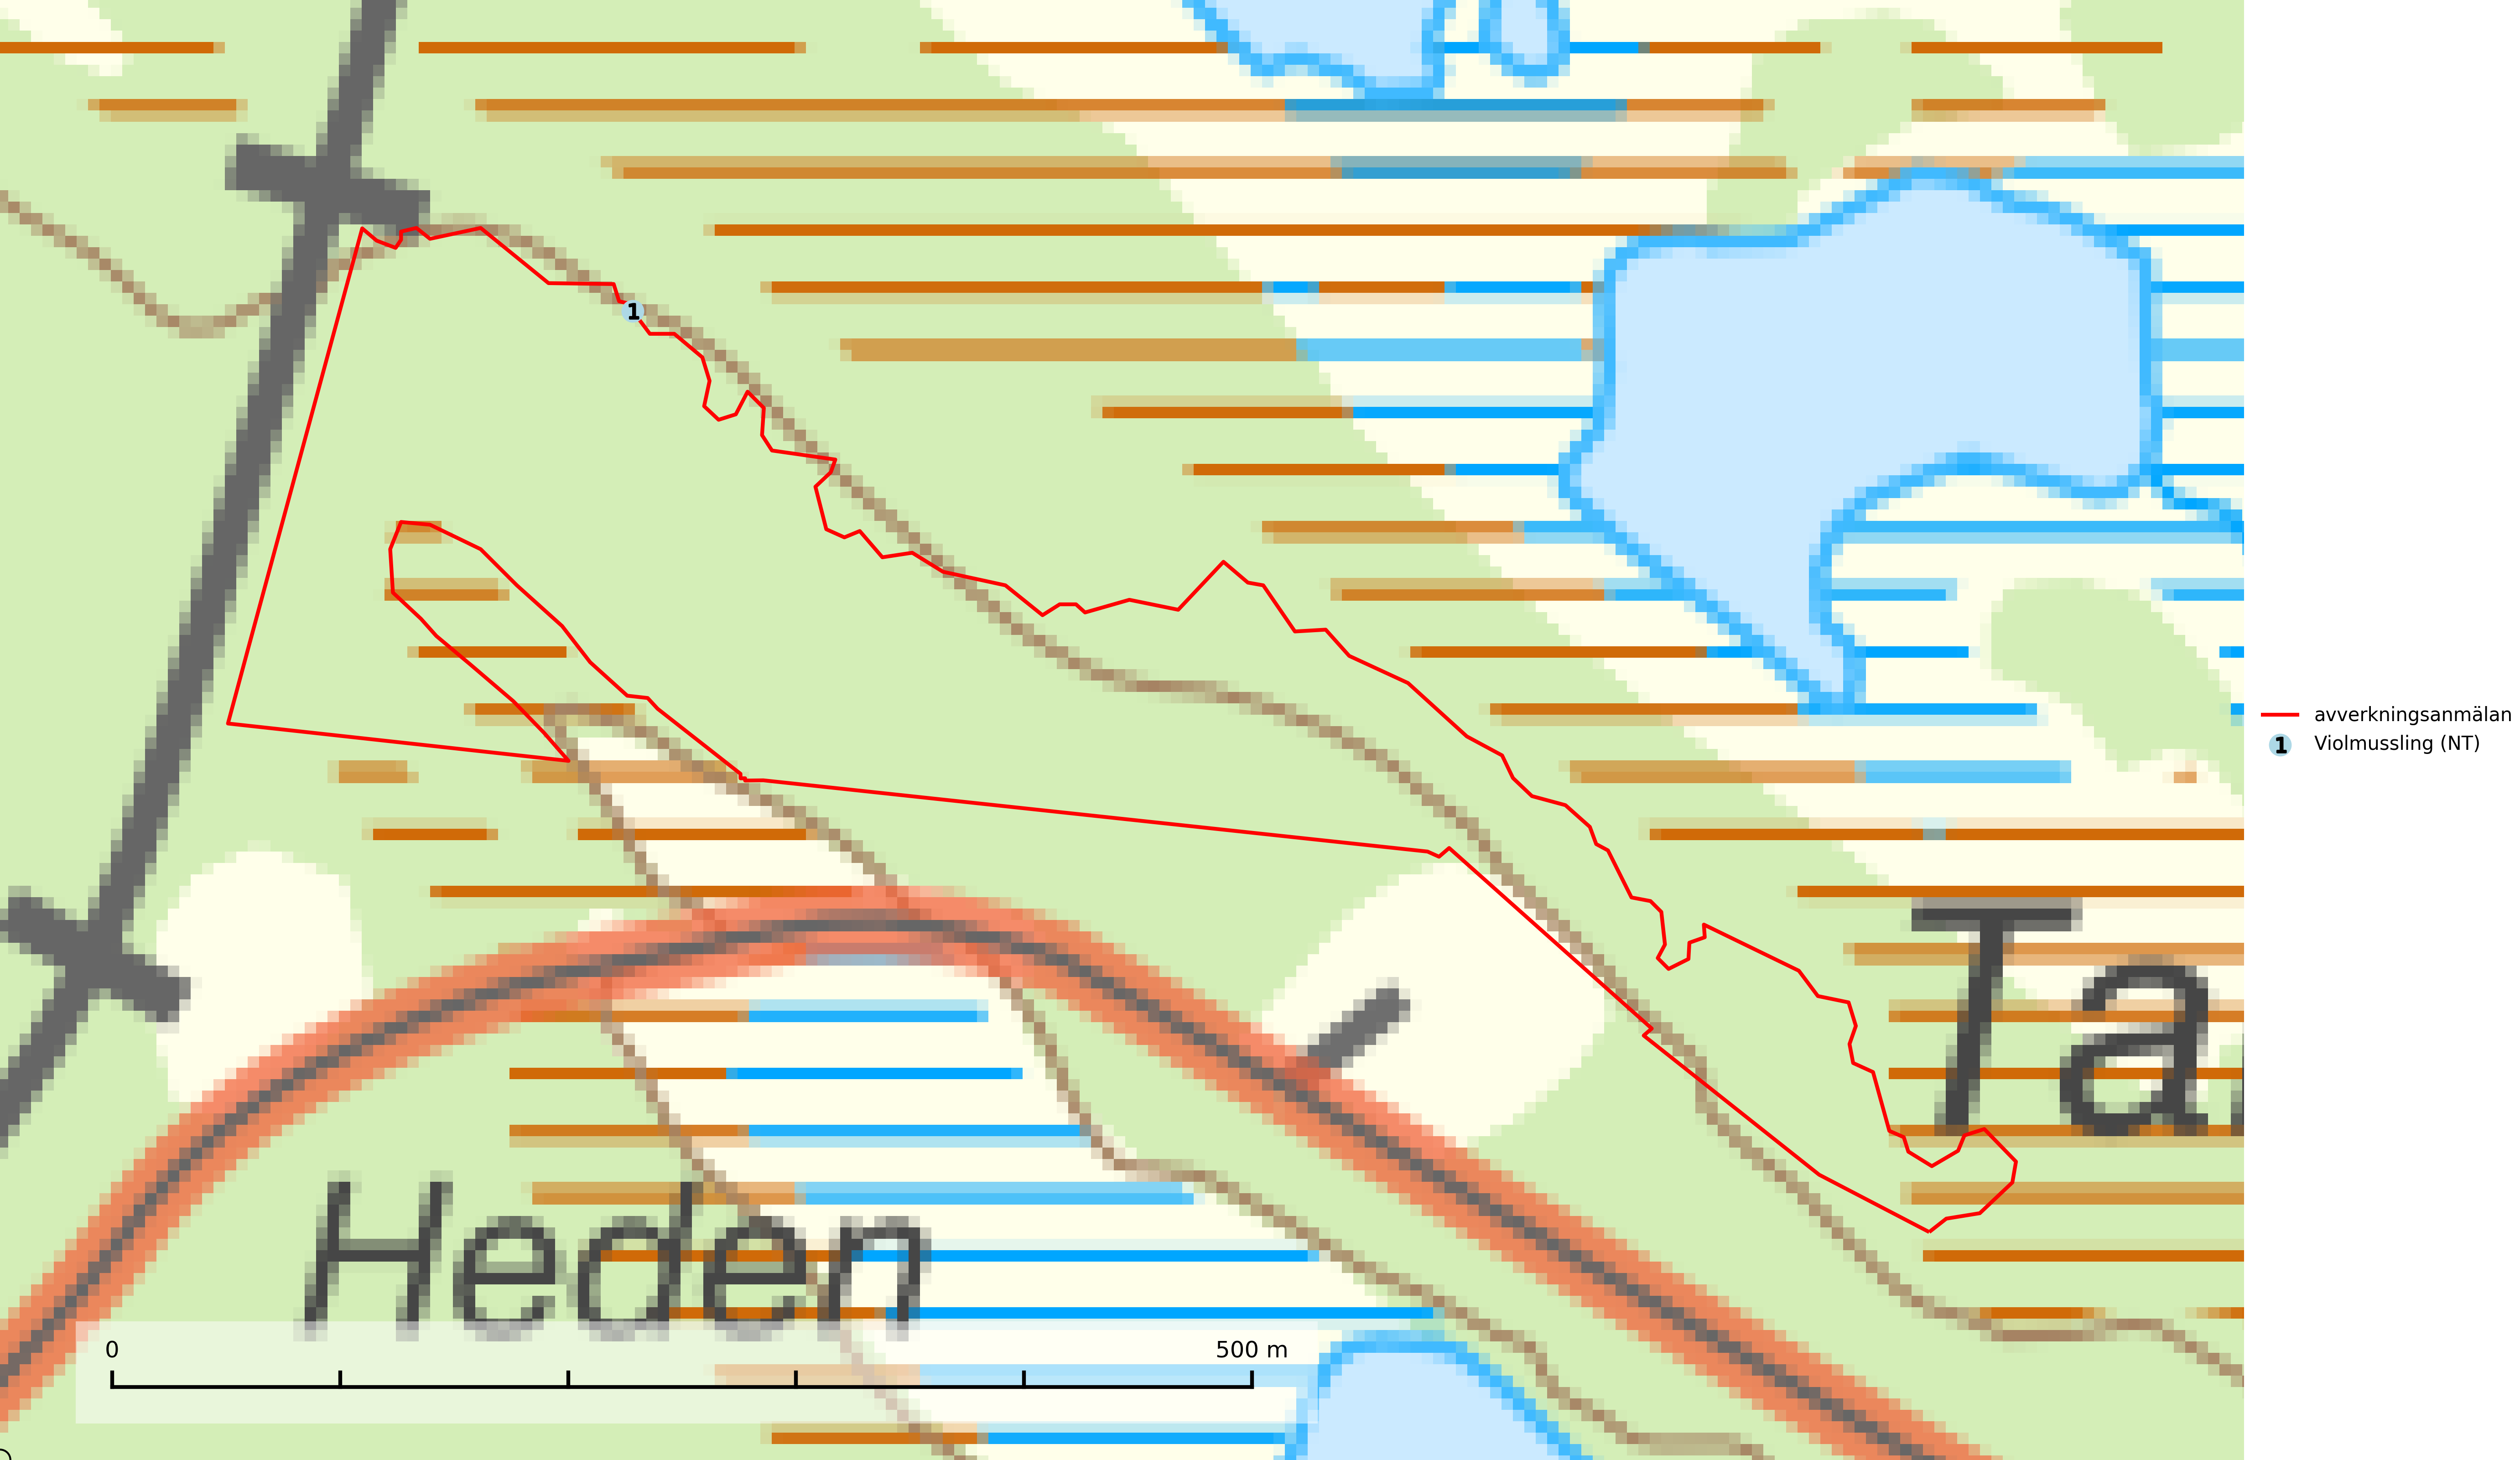 1
Ta
avverkningsanmälan
1 Violmussling (NT)
Heden
0 500 m